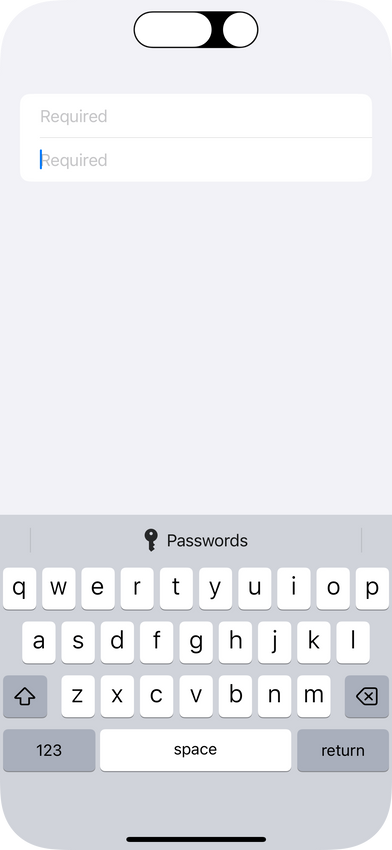 Required
Required
Passwords
q w e r t y u i o p
a s d f g h j k l
z x c v b n m
123 space return